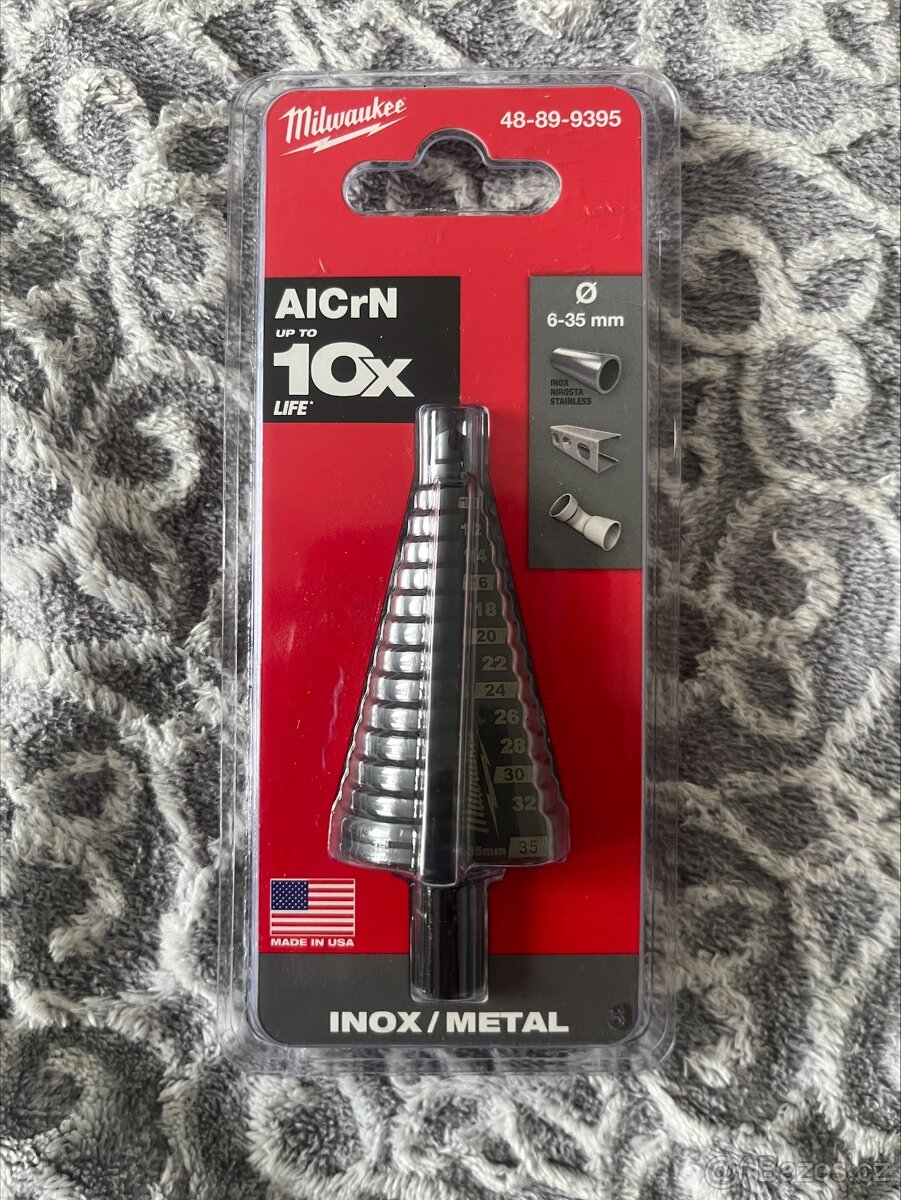 Milwaukee
48-89-9395
AlCrN
UP TO
10x
LIFE*
Ø
6-35 mm
INOX
NIROSTA
STAINLESS
12
14
16
18
20
22
24
26
28
30
32
35
Milwaukee
MADE IN USA
INOX / METAL
Bazos.cz